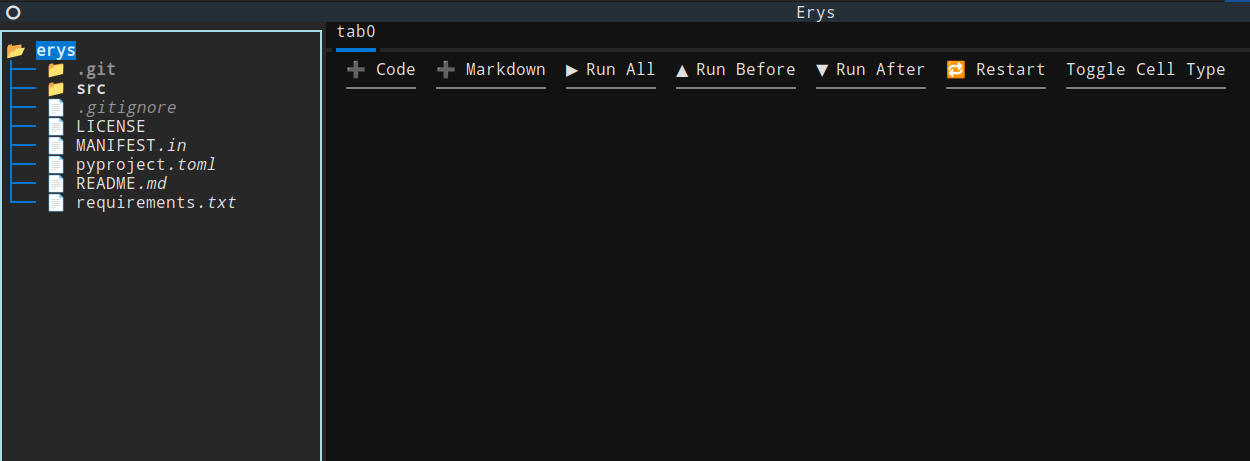 Erys
erys
.git
src
.gitignore
LICENSE
MANIFEST.in
pyproject.toml
README.md
requirements.txt
tab0
➕ Code ➕ Markdown ▶ Run All ▲ Run Before ▼ Run After 🔁 Restart Toggle Cell Type